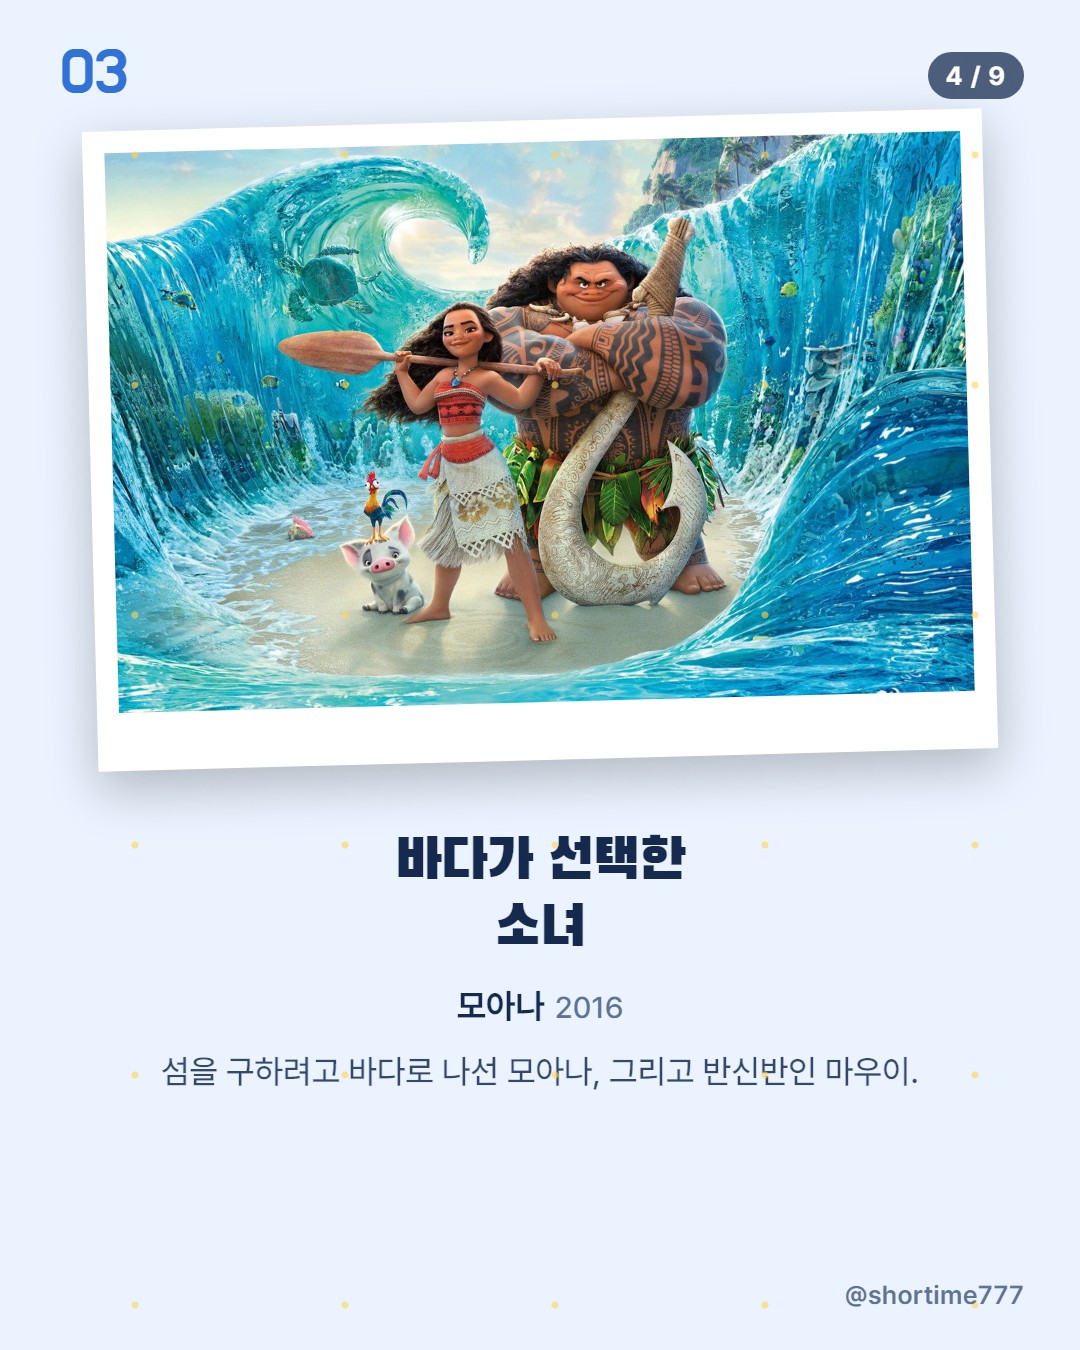 03
4 / 9
바다가 선택한
소녀
모아나 2016
섬을 구하려고 바다로 나선 모아나, 그리고 반신반인 마우이.
@shortime777